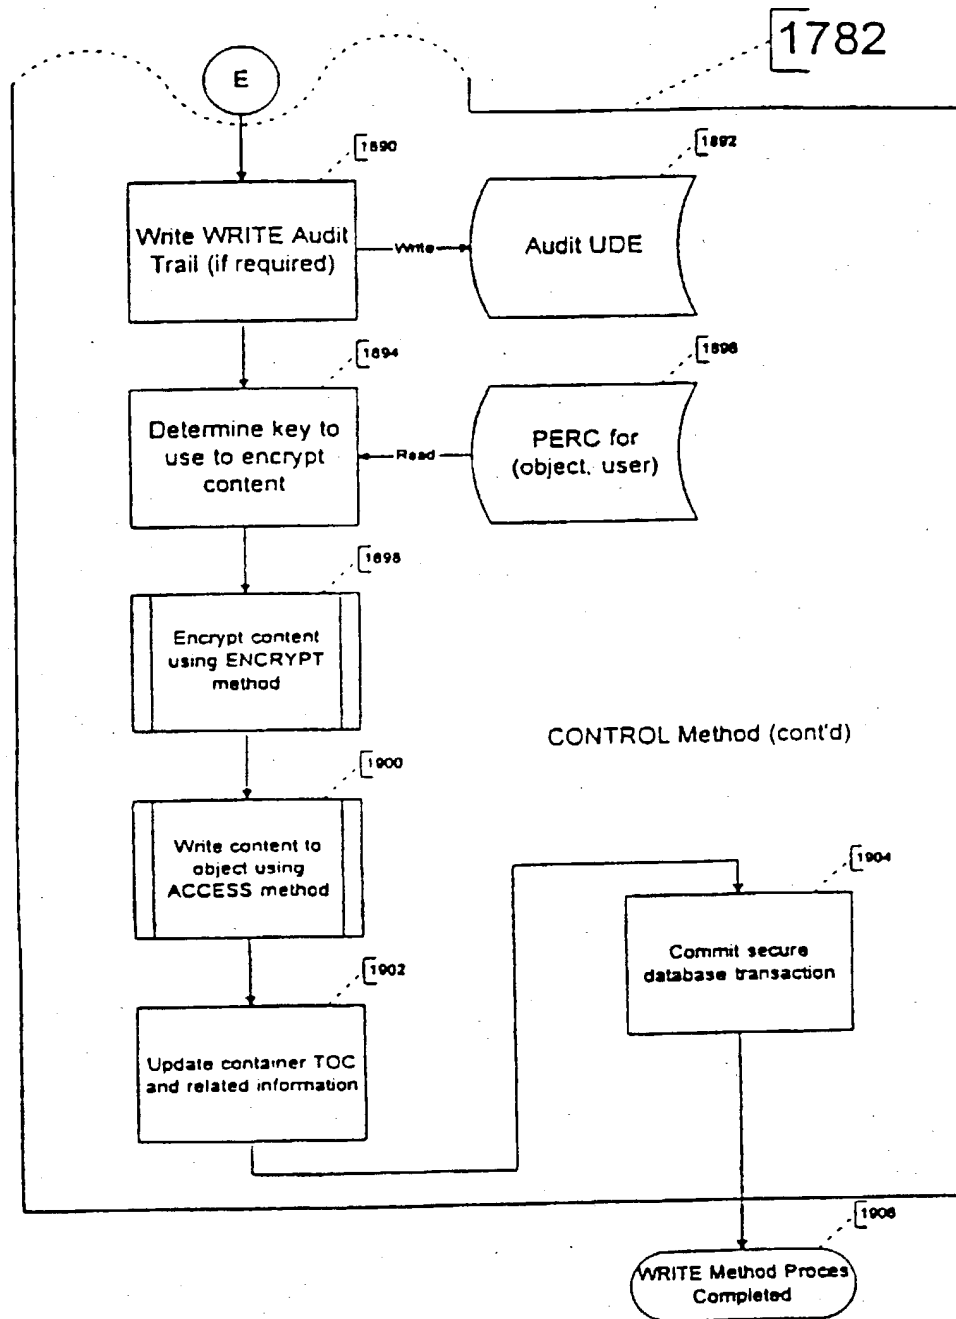 1782
E
1890
1892
Write WRITE Audit
Trail (if required)
Write
Audit UDE
1894
1896
Determine key to
use to encrypt
content
Read
PERC for
(object, user)
1898
Encrypt content
using ENCRYPT
method
CONTROL Method (cont'd)
1900
Write content to
object using
ACCESS method
1904
Commit secure
database transaction
1902
Update container TOC
and related information
1906
WRITE Method Proces
Completed